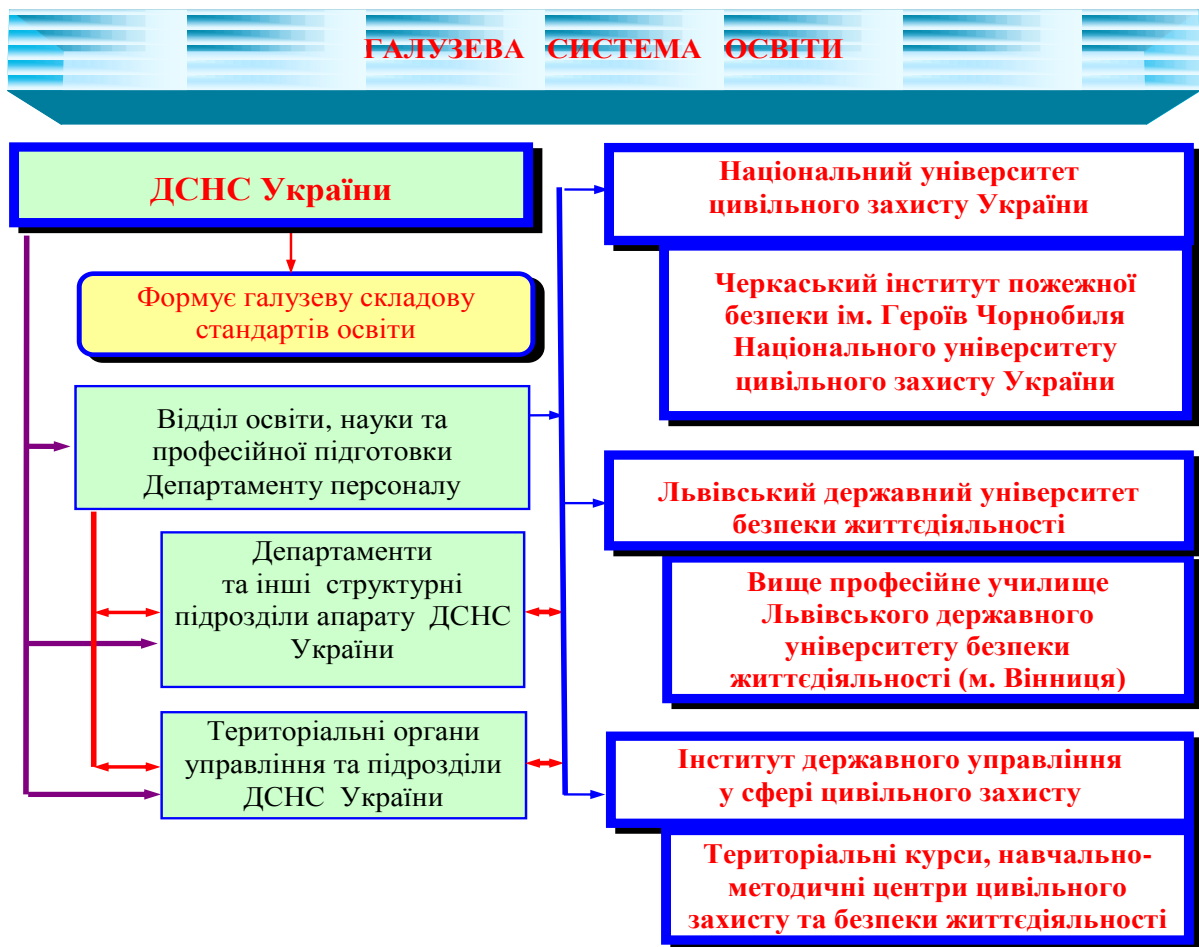 ГАЛУЗЕВА СИСТЕМА ОСВІТИ
ДСНС України
Формує галузеву складову
стандартів освіти
Відділ освіти, науки та
професійної підготовки
Департаменту персоналу
Департаменти
та інші структурні
підрозділи апарату ДСНС
України
Територіальні органи
управління та підрозділи
ДСНС України
Національний університет
цивільного захисту України
Черкаський інститут пожежної
безпеки ім. Героїв Чорнобиля
Національного університету
цивільного захисту України
Львівський державний університет
безпеки життєдіяльності
Вище професійне училище
Львівського державного
університету безпеки
життєдіяльності (м. Вінниця)
Інститут державного управління
у сфері цивільного захисту
Територіальні курси, навчально-
методичні центри цивільного
захисту та безпеки життєдіяльності